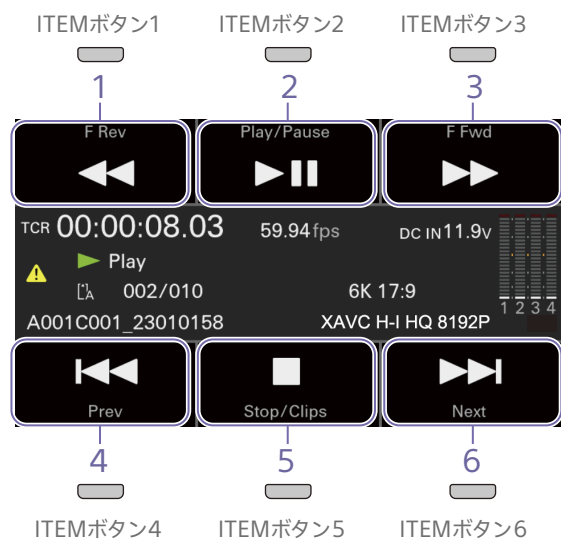 ITEMボタン1 ITEMボタン2 ITEMボタン3
1 2 3
F Rev Play/Pause F Fwd
TCR 00:00:08.03 59.94fps DC IN11.9V
Play
002/010 6K 17:9
1 2 3 4
A001C001_23010158 XAVC H-I HQ 8192P
Prev Stop/Clips Next
4 5 6
ITEMボタン4 ITEMボタン5 ITEMボタン6